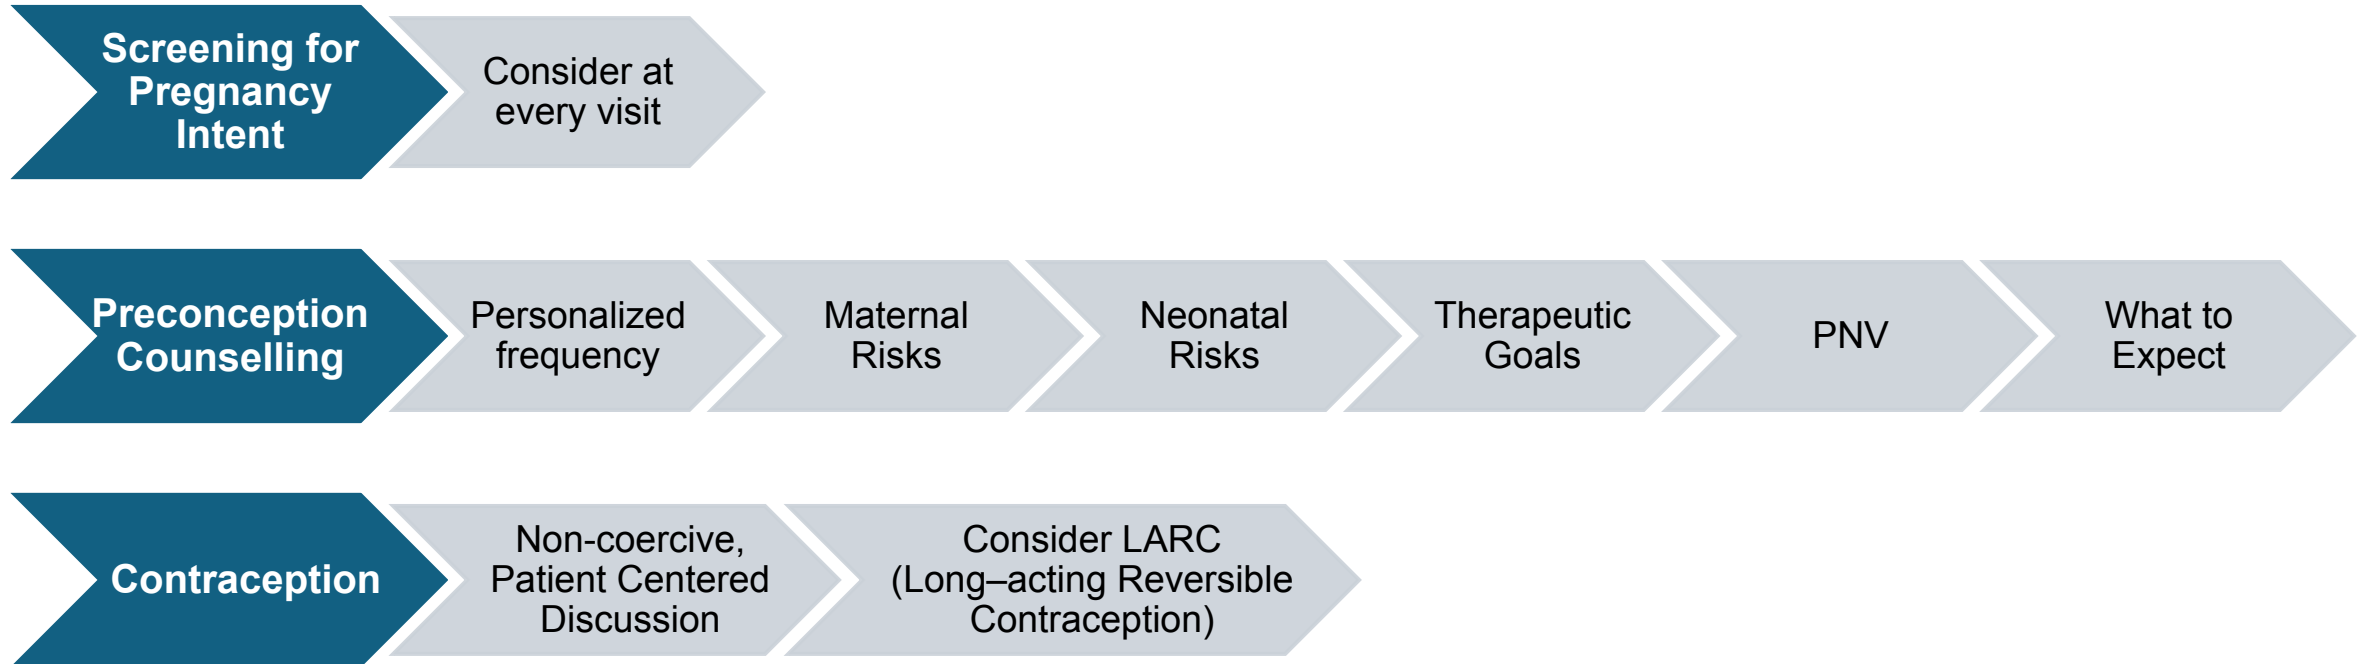 Screening for
Pregnancy
Intent
Consider at
every visit
Preconception
Counselling
Personalized
frequency
Maternal
Risks
Neonatal
Risks
Therapeutic
Goals
PNV
What to
Expect
Contraception
Non-coercive,
Patient Centered
Discussion
Consider LARC
(Long–acting Reversible
Contraception)